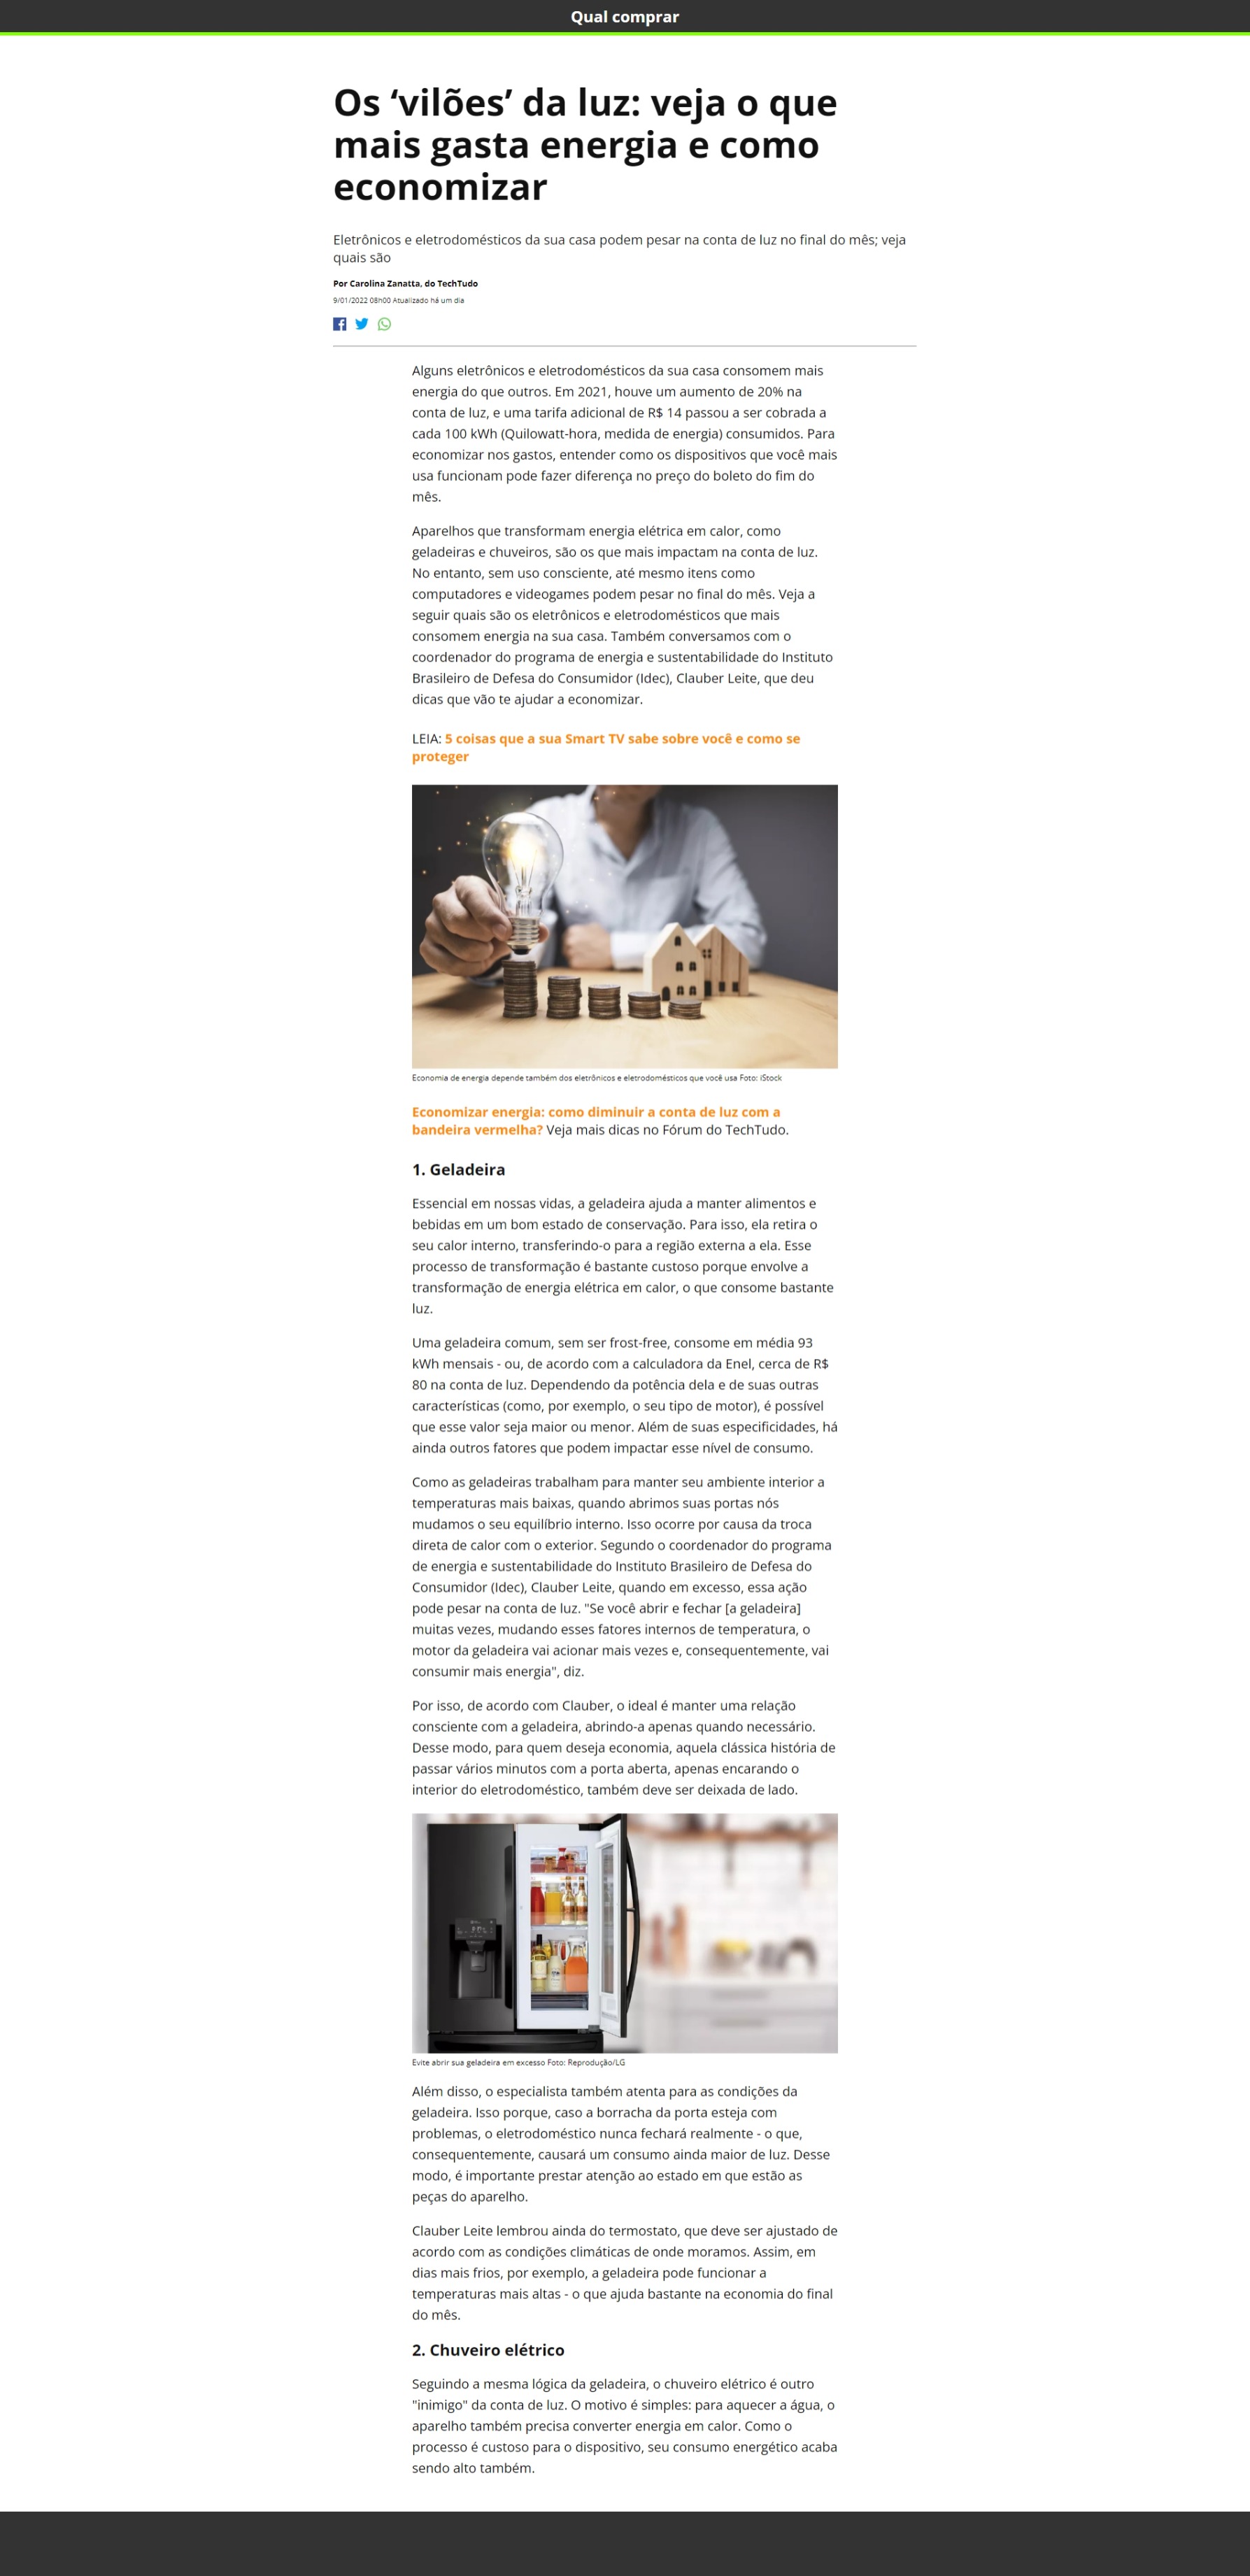 Qual comprar
Os ‘vilões’ da luz: veja o que
mais gasta energia e como
economizar
Eletrônicos e eletrodomésticos da sua casa podem pesar na conta de luz no final do mês; veja
quais são
Por Carolina Zanatta, do TechTudo
9/01/2022 08h00 Atualizado há um dia
Alguns eletrônicos e eletrodomésticos da sua casa consomem mais
energia do que outros. Em 2021, houve um aumento de 20% na
conta de luz, e uma tarifa adicional de R$ 14 passou a ser cobrada a
cada 100 kWh (Quilowatt-hora, medida de energia) consumidos. Para
economizar nos gastos, entender como os dispositivos que você mais
usa funcionam pode fazer diferença no preço do boleto do fim do
mês.
Aparelhos que transformam energia elétrica em calor, como
geladeiras e chuveiros, são os que mais impactam na conta de luz.
No entanto, sem uso consciente, até mesmo itens como
computadores e videogames podem pesar no final do mês. Veja a
seguir quais são os eletrônicos e eletrodomésticos que mais
consomem energia na sua casa. Também conversamos com o
coordenador do programa de energia e sustentabilidade do Instituto
Brasileiro de Defesa do Consumidor (Idec), Clauber Leite, que deu
dicas que vão te ajudar a economizar.
LEIA: 5 coisas que a sua Smart TV sabe sobre você e como se
proteger
Economia de energia depende também dos eletrônicos e eletrodomésticos que você usa Foto: iStock
Economizar energia: como diminuir a conta de luz com a
bandeira vermelha? Veja mais dicas no Fórum do TechTudo.
1. Geladeira
Essencial em nossas vidas, a geladeira ajuda a manter alimentos e
bebidas em um bom estado de conservação. Para isso, ela retira o
seu calor interno, transferindo-o para a região externa a ela. Esse
processo de transformação é bastante custoso porque envolve a
transformação de energia elétrica em calor, o que consome bastante
luz.
Uma geladeira comum, sem ser frost-free, consome em média 93
kWh mensais - ou, de acordo com a calculadora da Enel, cerca de R$
80 na conta de luz. Dependendo da potência dela e de suas outras
características (como, por exemplo, o seu tipo de motor), é possível
que esse valor seja maior ou menor. Além de suas especificidades, há
ainda outros fatores que podem impactar esse nível de consumo.
Como as geladeiras trabalham para manter seu ambiente interior a
temperaturas mais baixas, quando abrimos suas portas nós
mudamos o seu equilíbrio interno. Isso ocorre por causa da troca
direta de calor com o exterior. Segundo o coordenador do programa
de energia e sustentabilidade do Instituto Brasileiro de Defesa do
Consumidor (Idec), Clauber Leite, quando em excesso, essa ação
pode pesar na conta de luz. "Se você abrir e fechar [a geladeira]
muitas vezes, mudando esses fatores internos de temperatura, o
motor da geladeira vai acionar mais vezes e, consequentemente, vai
consumir mais energia", diz.
Por isso, de acordo com Clauber, o ideal é manter uma relação
consciente com a geladeira, abrindo-a apenas quando necessário.
Desse modo, para quem deseja economia, aquela clássica história de
passar vários minutos com a porta aberta, apenas encarando o
interior do eletrodoméstico, também deve ser deixada de lado.
Evite abrir sua geladeira em excesso Foto: Reprodução/LG
Além disso, o especialista também atenta para as condições da
geladeira. Isso porque, caso a borracha da porta esteja com
problemas, o eletrodoméstico nunca fechará realmente - o que,
consequentemente, causará um consumo ainda maior de luz. Desse
modo, é importante prestar atenção ao estado em que estão as
peças do aparelho.
Clauber Leite lembrou ainda do termostato, que deve ser ajustado de
acordo com as condições climáticas de onde moramos. Assim, em
dias mais frios, por exemplo, a geladeira pode funcionar a
temperaturas mais altas - o que ajuda bastante na economia do final
do mês.
2. Chuveiro elétrico
Seguindo a mesma lógica da geladeira, o chuveiro elétrico é outro
"inimigo" da conta de luz. O motivo é simples: para aquecer a água, o
aparelho também precisa converter energia em calor. Como o
processo é custoso para o dispositivo, seu consumo energético acaba
sendo alto também.